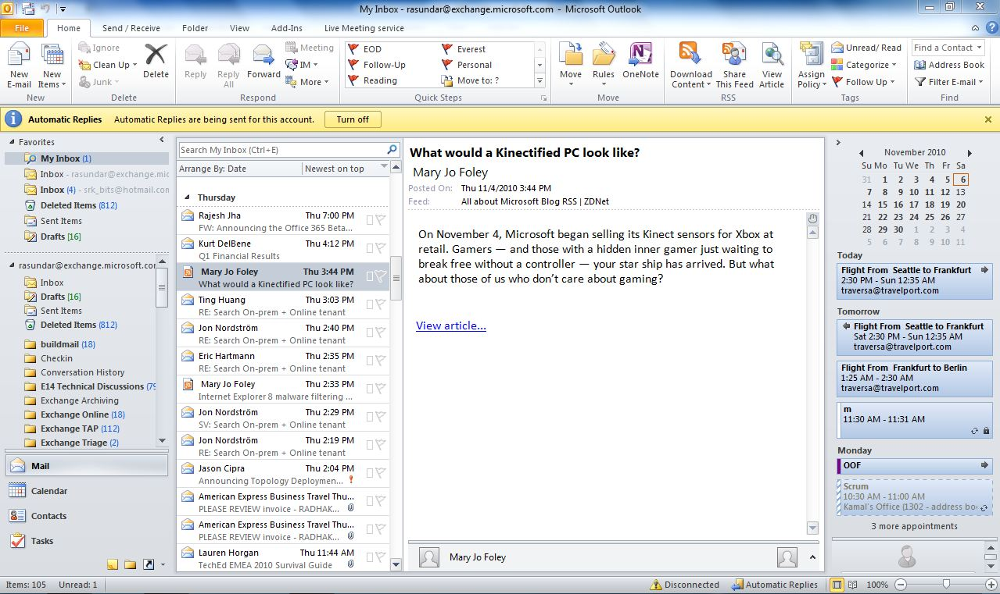 My Inbox - rasundar@exchange.microsoft.com - Microsoft Outlook
File Home Send / Receive Folder View Add-Ins Live Meeting service
New E-mail
New Items
New
Ignore
Clean Up
Junk
Delete
Delete
Reply
Reply All
Forward
Meeting
IM
More
Respond
EOD
Follow-Up
Reading
Everest
Personal
Move to: ?
Quick Steps
Move
Rules
OneNote
Move
Download Content
Share This Feed
View Article
RSS
Assign Policy
Unread/ Read
Categorize
Follow Up
Tags
Find a Contact
Address Book
Filter E-mail
Find
Automatic Replies Automatic Replies are being sent for this account. Turn off
Favorites
My Inbox (1)
Inbox - rasundar@exchange.mic
Inbox (4) - srk_bits@hotmail.com
Deleted Items (812)
Sent Items
Drafts [16]
rasundar@exchange.microsoft.cor
Inbox
Drafts [16]
Sent Items
Deleted Items (812)
buildmail (18)
Checkin
Conversation History
E14 Technical Discussions (79
Exchange Archiving
Exchange Online (18)
Exchange TAP (112)
Exchange Triage (2)
Mail
Calendar
Contacts
Tasks
Search My Inbox (Ctrl+E)
Arrange By: Date Newest on top
Thursday
Rajesh Jha Thu 7:00 PM
FW: Announcing the Office 365 Beta...
Kurt DelBene Thu 4:12 PM
Q1 Financial Results
Mary Jo Foley Thu 3:44 PM
What would a Kinectified PC look like?
Ting Huang Thu 3:03 PM
RE: Search On-prem + Online tenant
Jon Nordström Thu 2:40 PM
RE: Search On-prem + Online tenant
Eric Hartmann Thu 2:35 PM
RE: Search On-prem + Online tenant
Mary Jo Foley Thu 2:33 PM
Internet Explorer 8 malware filtering ...
Jon Nordström Thu 2:29 PM
SV: Search On-prem + Online tenant
Jon Nordström Thu 2:19 PM
RE: Search On-prem + Online tenant
Jason Cipra Thu 2:04 PM
Announcing Topology Deploymen...
American Express Business Travel Thu...
PLEASE REVIEW invoice - RADHAK...
American Express Business Travel Thu...
PLEASE REVIEW invoice - RADHAK...
Lauren Horgan Thu 11:44 AM
TechEd EMEA 2010 Survival Guide
What would a Kinectified PC look like?
Mary Jo Foley
Posted On: Thu 11/4/2010 3:44 PM
Feed: All about Microsoft Blog RSS | ZDNet
On November 4, Microsoft began selling its Kinect sensors for Xbox at
retail. Gamers — and those with a hidden inner gamer just waiting to
break free without a controller — your star ship has arrived. But what
about those of us who don’t care about gaming?
View article...
Mary Jo Foley
November 2010
Su Mo Tu We Th Fr Sa
31 1 2 3 4 5 6
7 8 9 10 11 12 13
14 15 16 17 18 19 20
21 22 23 24 25 26 27
28 29 30 1 2 3 4
5 6 7 8 9 10 11
Today
Flight From Seattle to Frankfurt
2:30 PM - Sun 12:35 AM
traversa@travelport.com
Tomorrow
Flight From Seattle to Frankfurt
Sat 2:30 PM - Sun 12:35 AM
traversa@travelport.com
Flight From Frankfurt to Berlin
1:25 AM - 2:30 AM
traversa@travelport.com
m
11:30 AM - 11:31 AM
Monday
OOF
Scrum
10:30 AM - 11:00 AM
Kamal's Office (1302 - address bo
3 more appointments
Items: 105 Unread: 1 Disconnected Automatic Replies 100%